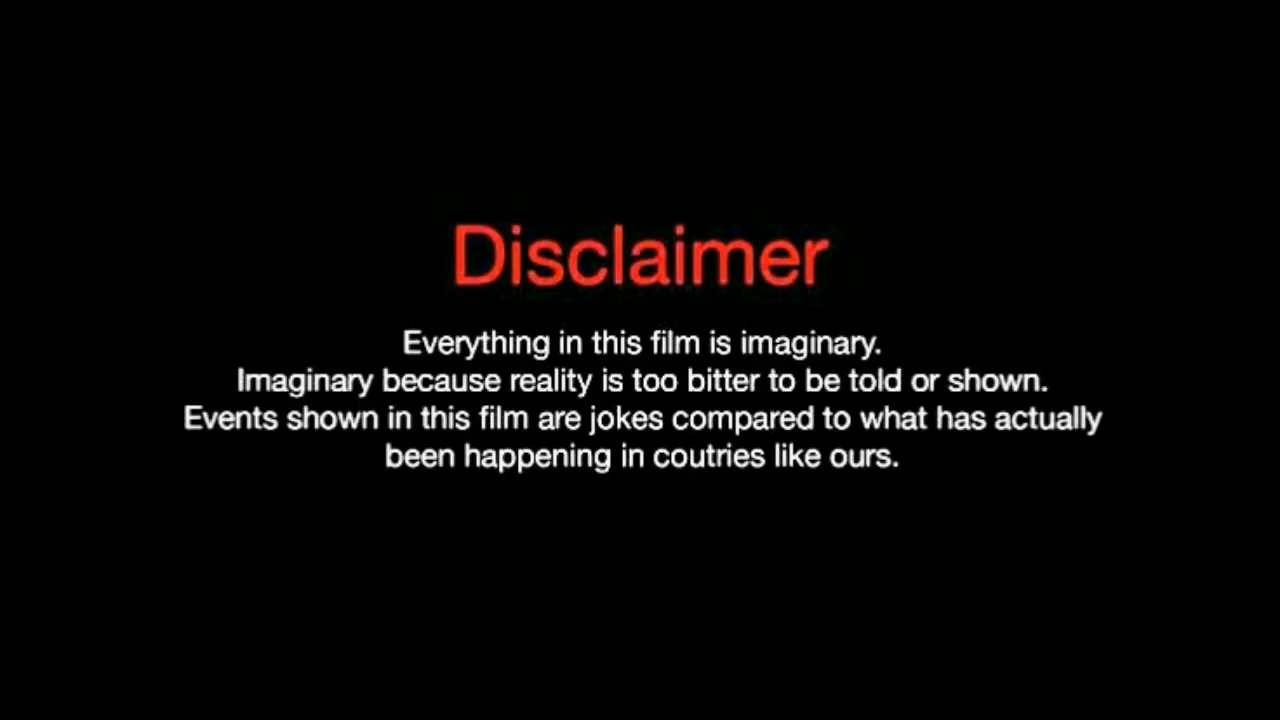 Disclaimer
Everything in this film is imaginary.
Imaginary because reality is too bitter to be told or shown.
Events shown in this film are jokes compared to what has actually
been happening in coutries like ours.